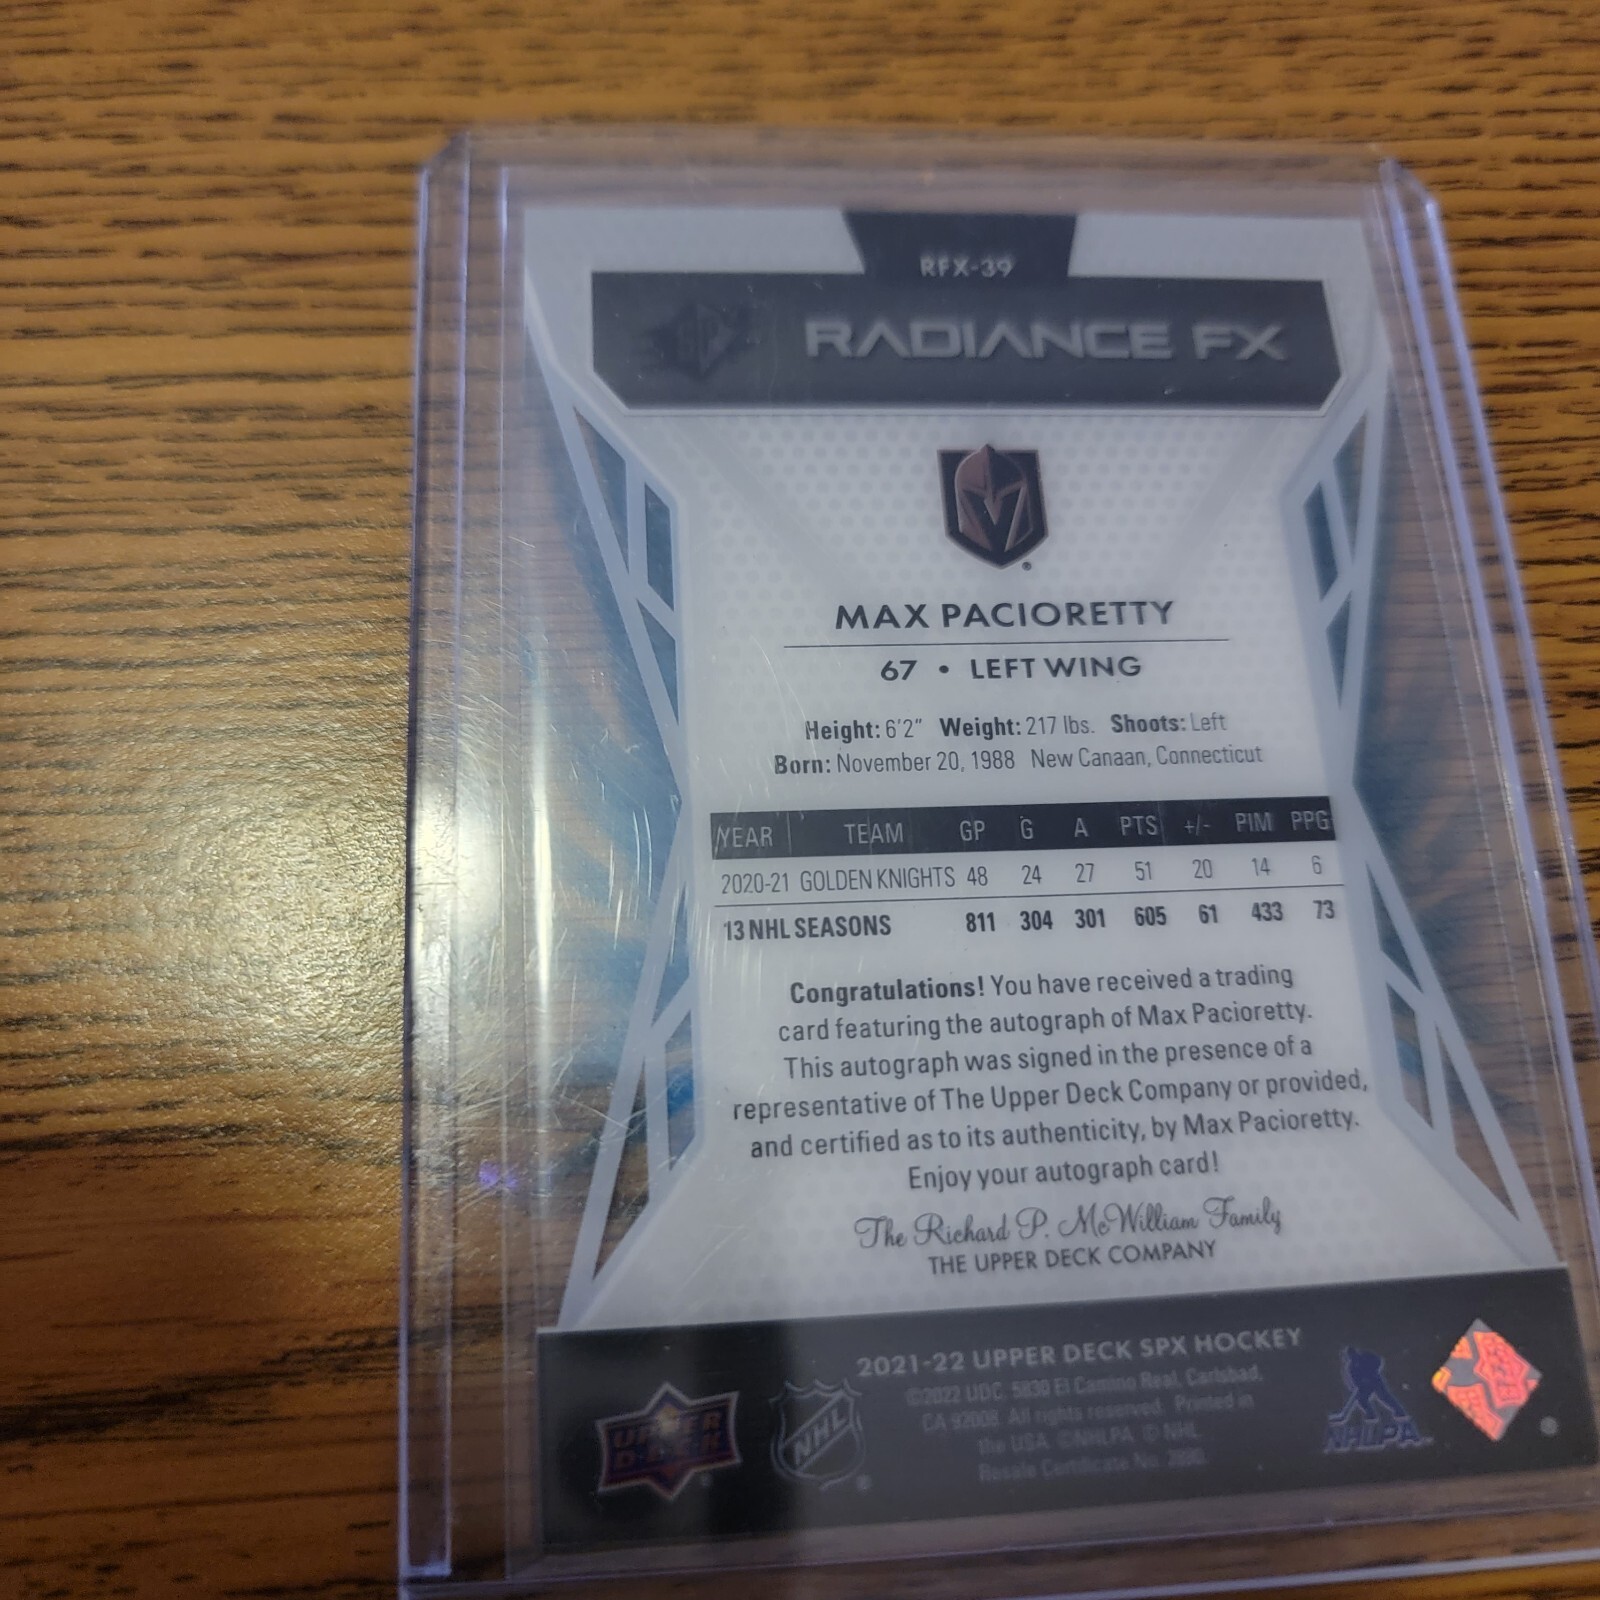 RFX-39
SPX RADIANCE FX
MAX PACIORETTY
67 • LEFT WING
Height: 6'2" Weight: 217 lbs. Shoots: Left
Born: November 20, 1988 New Canaan, Connecticut
YEAR TEAM GP G A PTS +/- PIM PPG
2020-21 GOLDEN KNIGHTS 48 24 27 51 20 14 6
13 NHL SEASONS 811 304 301 605 61 433 73
Congratulations! You have received a trading
card featuring the autograph of Max Pacioretty.
This autograph was signed in the presence of a
representative of The Upper Deck Company or provided,
and certified as to its authenticity, by Max Pacioretty.
Enjoy your autograph card!
The Richard P. McWilliam Family
THE UPPER DECK COMPANY
2021-22 UPPER DECK SPX HOCKEY
©2022 UDC, 5830 El Camino Real, Carlsbad,
CA 92008. All rights reserved. Printed in
the USA. ©NHLPA. © NHL.
Resale Certificate No.
UPPER DECK
NHL
NHLPA